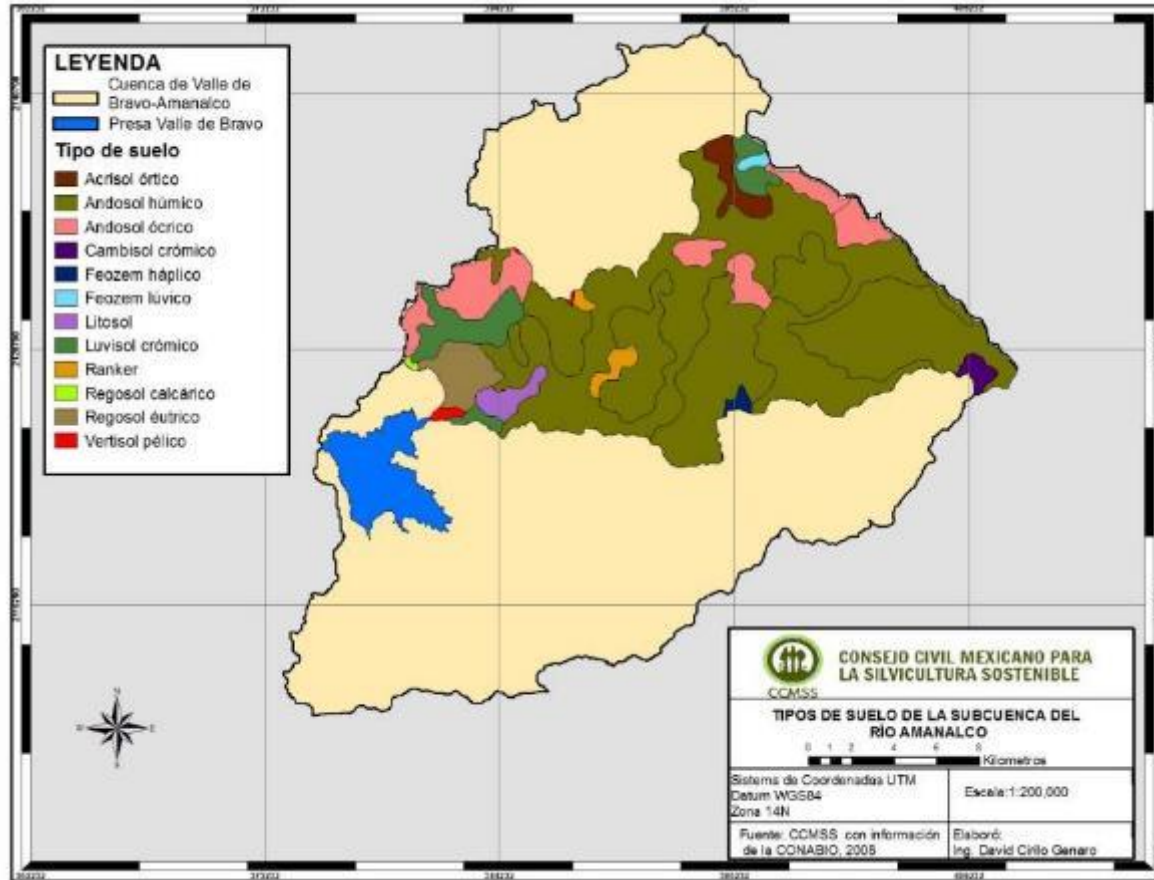 LEYENDA
Cuenca de Valle de
Bravo-Amanalco
Presa Valle de Bravo
Tipo de suelo
Acrisol órtico
Andosol húmico
Andosol ócrico
Cambisol crómico
Feozem háplico
Feozem lúvico
Litosol
Luvisol crómico
Ranker
Regosol calcárico
Regosol éutrico
Vertisol pélico
N
E
S
CCMSS
CONSEJO CIVIL MEXICANO PARA
LA SILVICULTURA SOSTENIBLE
TIPOS DE SUELO DE LA SUBCUENCA DEL
RÍO AMANALCO
0 1 2 4 6 8
Kilometros
Sistema de Coordenadas UTM
Datum WGS84
Zona 14N
Escala:1:200,000
Fuente: CCMSS con información
de la CONABIO, 2008
Elaboró:
Ing. David Cirilo Genaro